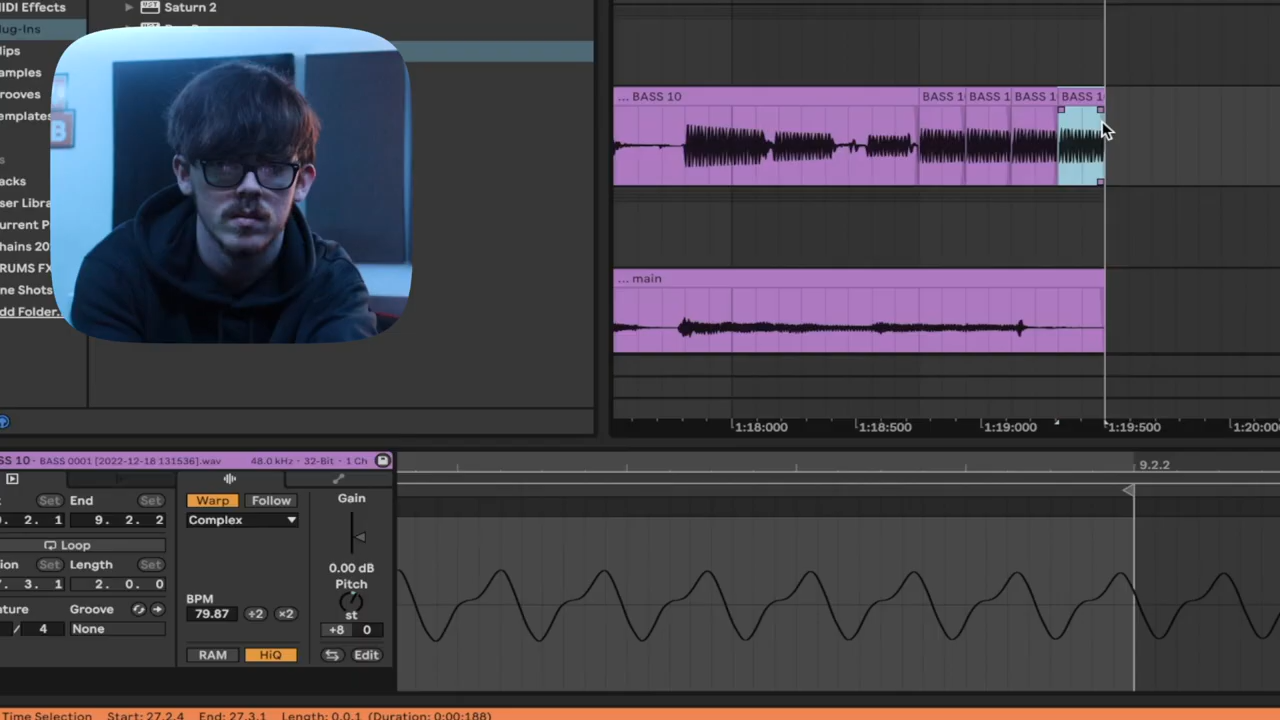 IDI Effects
Saturn 2
lug-Ins
lips
amples
rooves
emplates
B
s
acks
ser Libra
urrent P
hains 20
RUMS FX
ne Shots
dd Folder...
... BASS 10
BASS 1
BASS 1
BASS 1
BASS 1
... main
1:18:000
1:18:500
1:19:000
1:19:500
1:20:00
SS 10 - BASS 0001 [2022-12-18 131536].wav
48.0 kHz · 32-Bit · 1 Ch
9.2.2
Set End Set
. 2. 1
9. 2. 2
Loop
ion Set Length Set
. 3. 1
2. 0. 0
ature Groove
/ 4
None
Warp Follow
Complex
BPM
79.87 ÷2 ×2
RAM HiQ
Gain
0.00 dB
Pitch
st
+8 0
Edit
Time Selection Start: 27.2.4 End: 27.3.1 Length: 0.0.1 (Duration: 0:00:188)